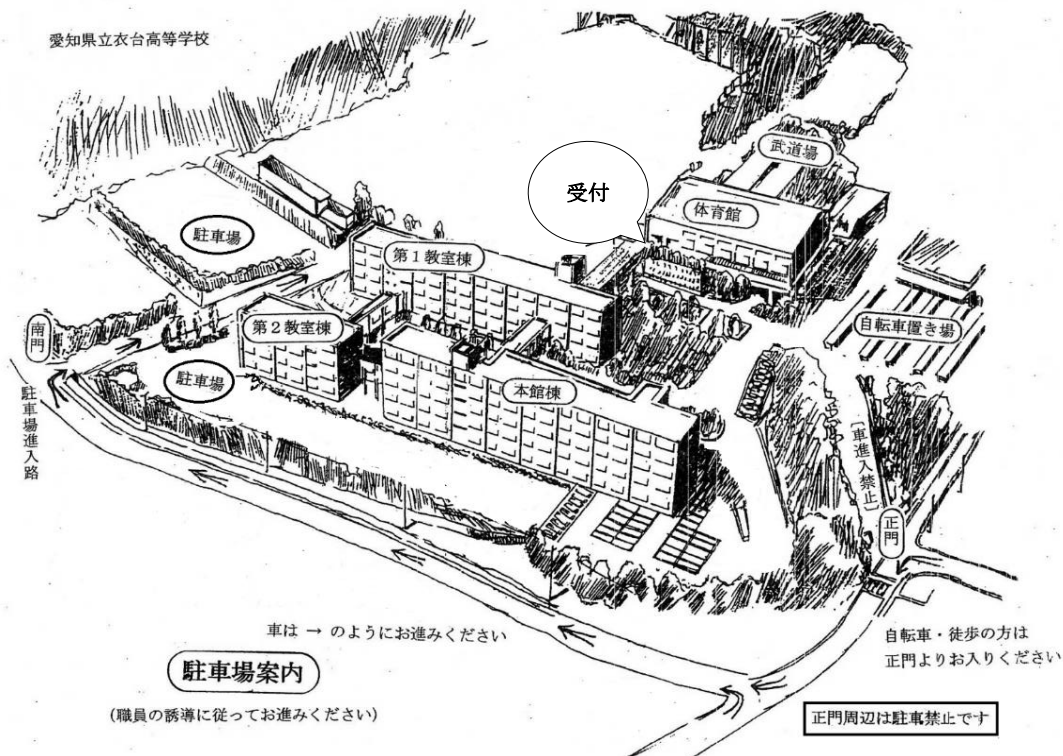 愛知県立衣台高等学校
武道場
受付
体育館
駐車場
第1教室棟
南門
第2教室棟
自転車置き場
駐車場
本館棟
駐車場進入路
〔車進入禁止〕
正門
車は → のようにお進みください
自転車・徒歩の方は
正門よりお入りください
駐車場案内
(職員の誘導に従ってお進みください)
正門周辺は駐車禁止です